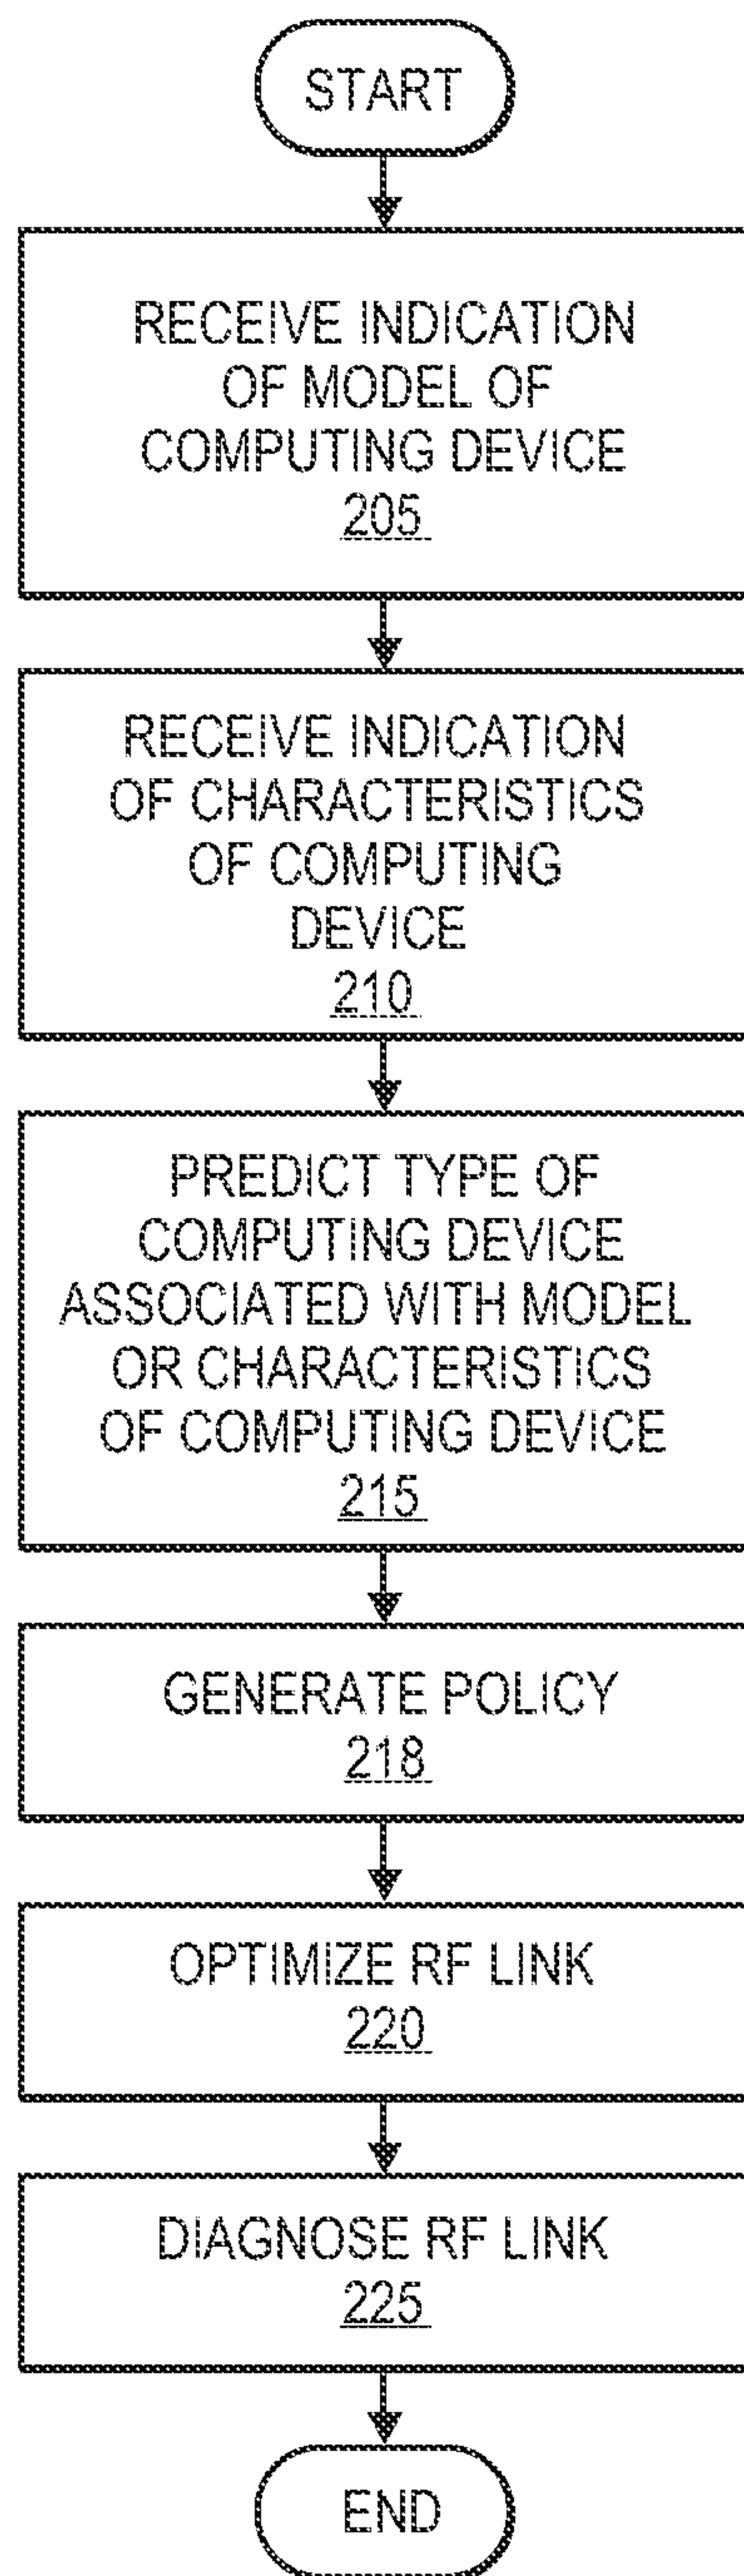 START
RECEIVE INDICATION
OF MODEL OF
COMPUTING DEVICE
205
RECEIVE INDICATION
OF CHARACTERISTICS
OF COMPUTING
DEVICE
210
PREDICT TYPE OF
COMPUTING DEVICE
ASSOCIATED WITH MODEL
OR CHARACTERISTICS
OF COMPUTING DEVICE
215
GENERATE POLICY
218
OPTIMIZE RF LINK
220
DIAGNOSE RF LINK
225
END